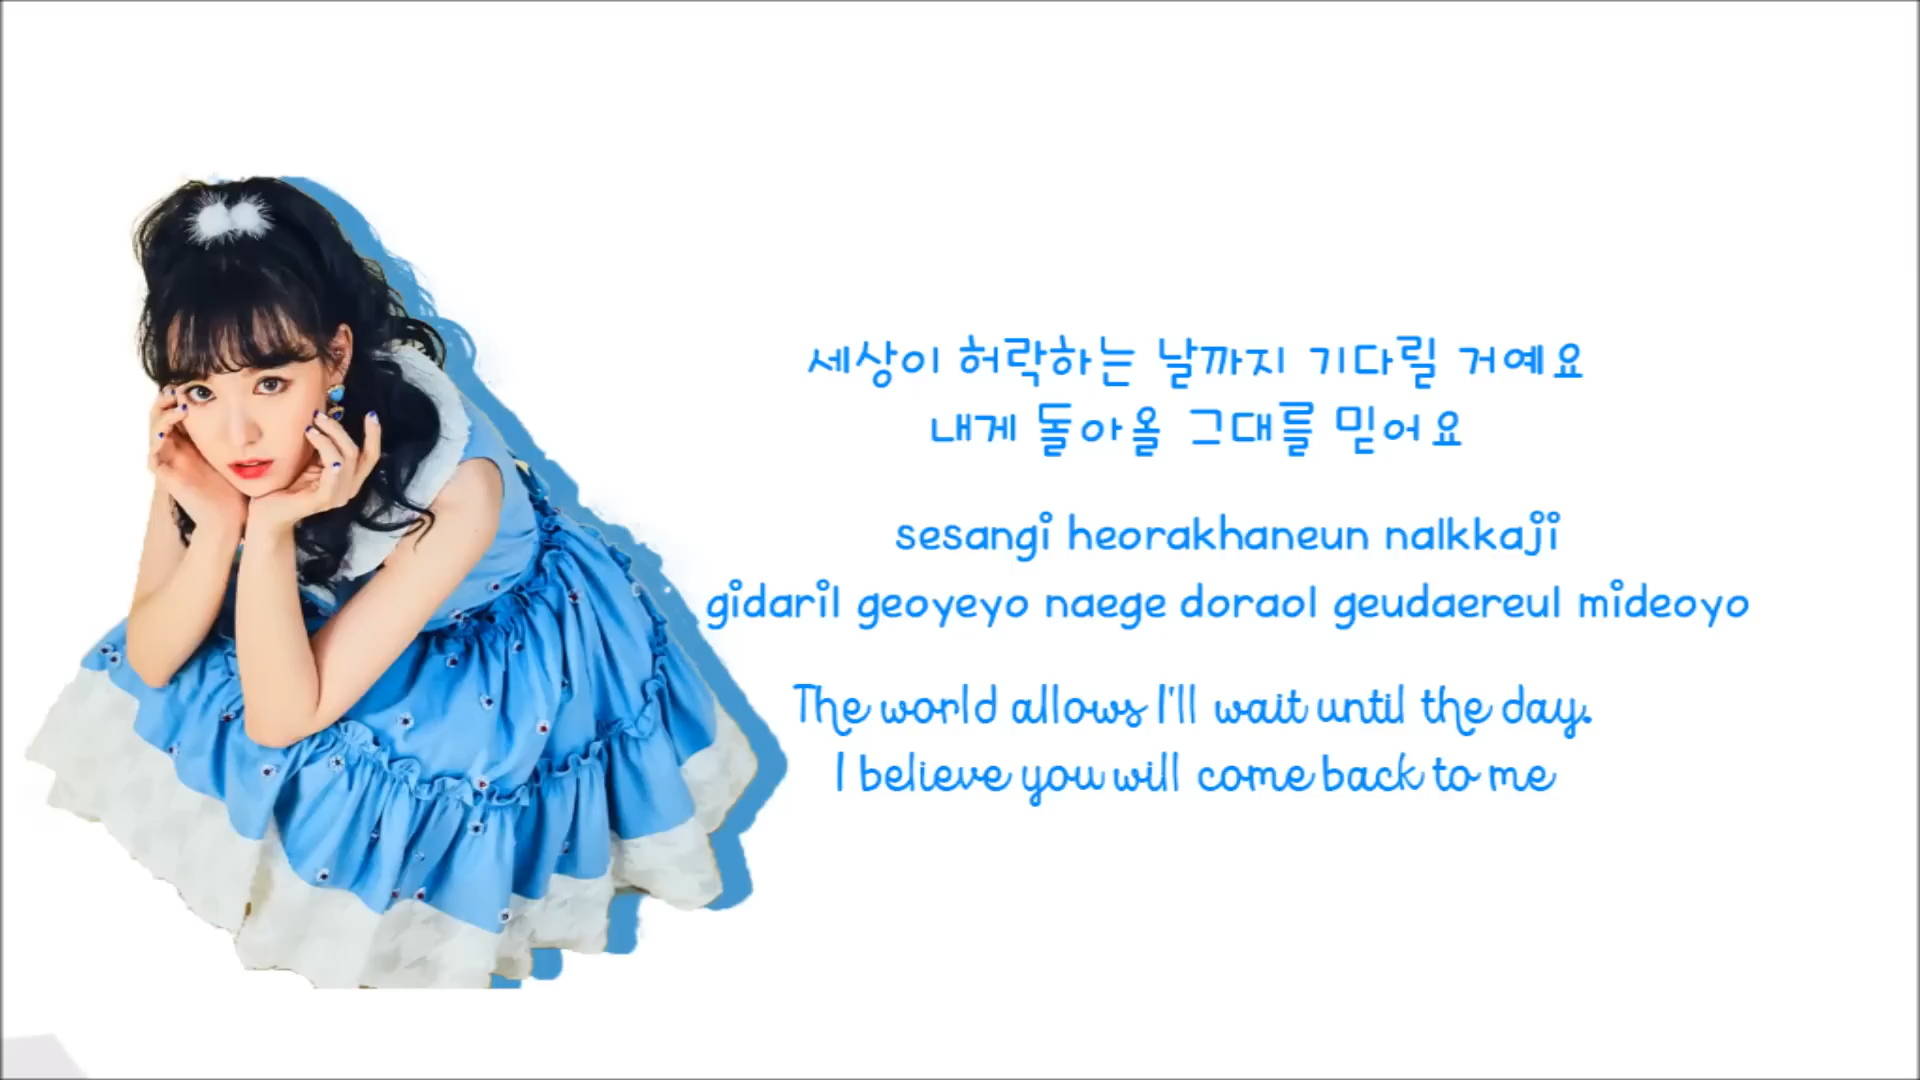 세상이 허락하는 날까지 기다릴 거예요
내게 돌아올 그대를 믿어요
sesangi heorakhaneun nalkkaji
gidaril geoyeyo naege doraol geudaereul mideoyo
The world allows I'll wait until the day.
I believe you will come back to me